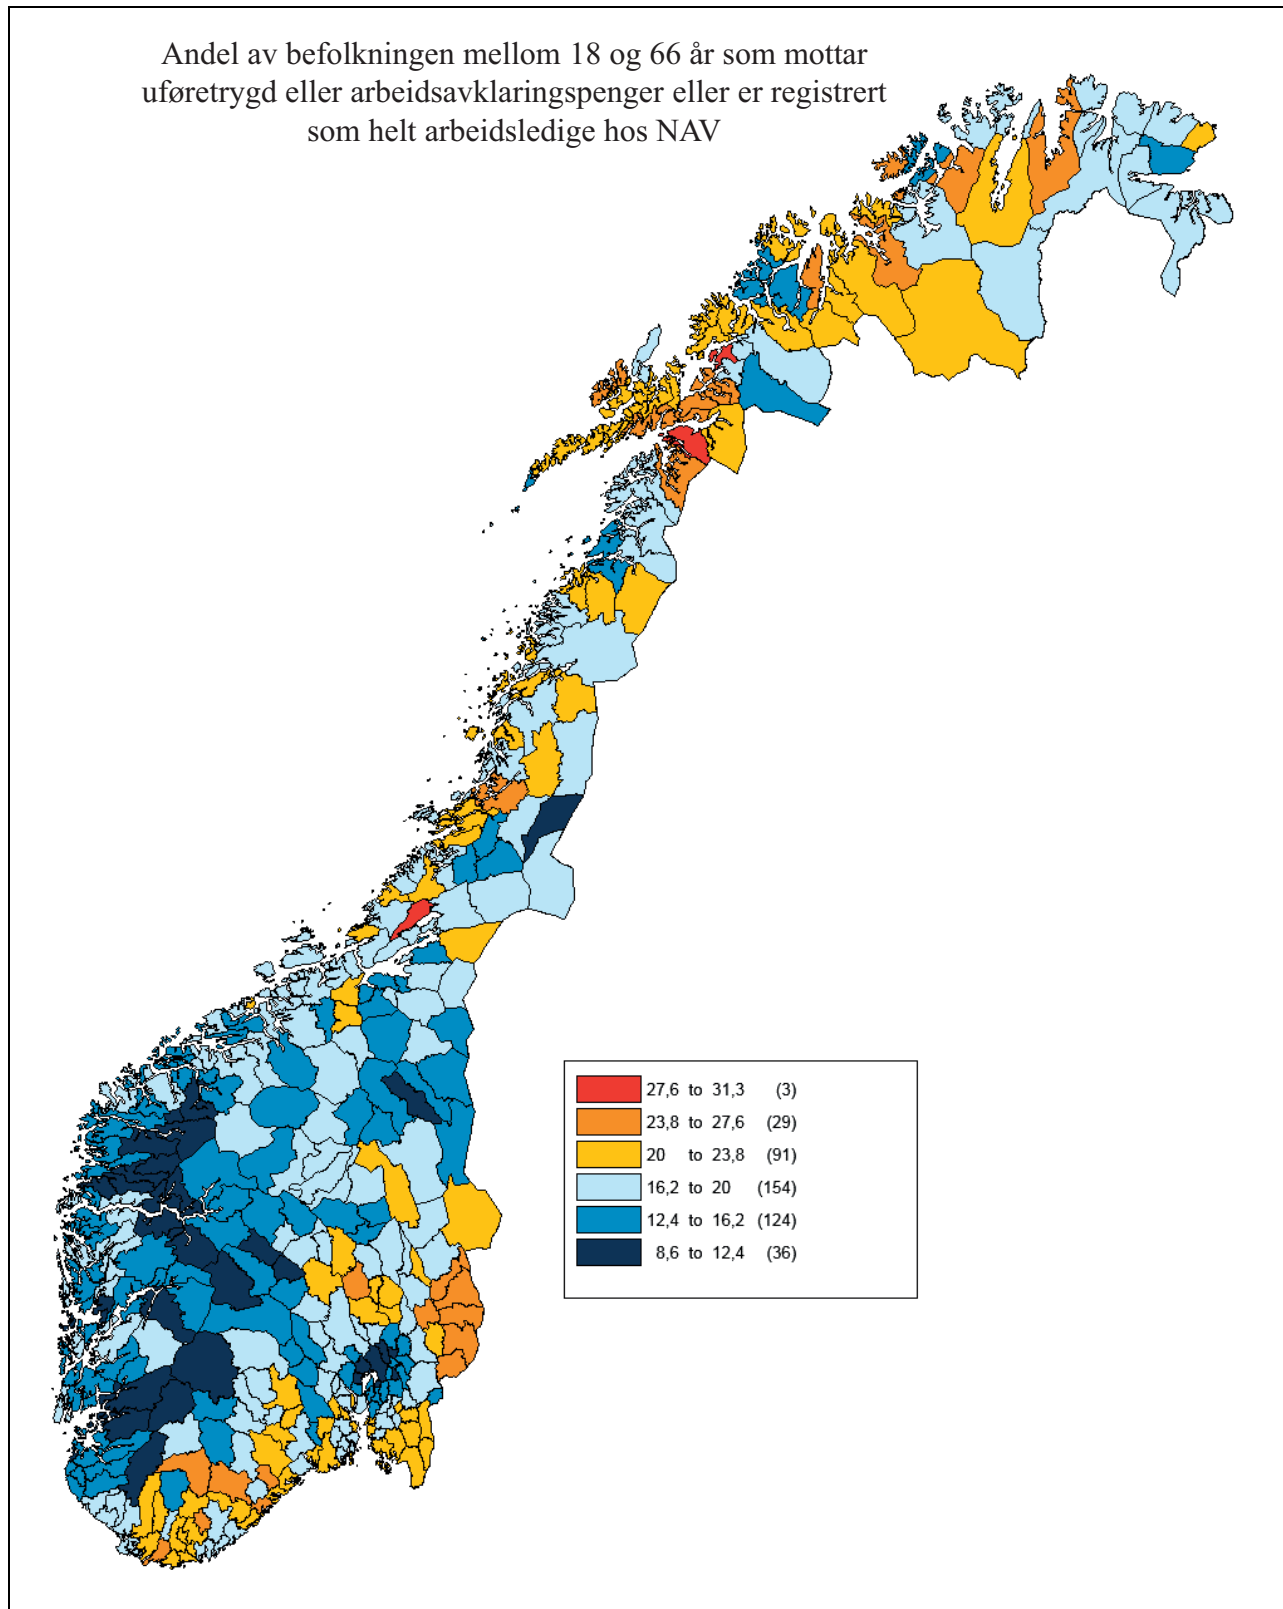 Andel av befolkningen mellom 18 og 66 år som mottar
uføretrygd eller arbeidsavklaringspenger eller er registrert
som helt arbeidsledige hos NAV
27,6 to 31,3 (3)
23,8 to 27,6 (29)
20 to 23,8 (91)
16,2 to 20 (154)
12,4 to 16,2 (124)
8,6 to 12,4 (36)